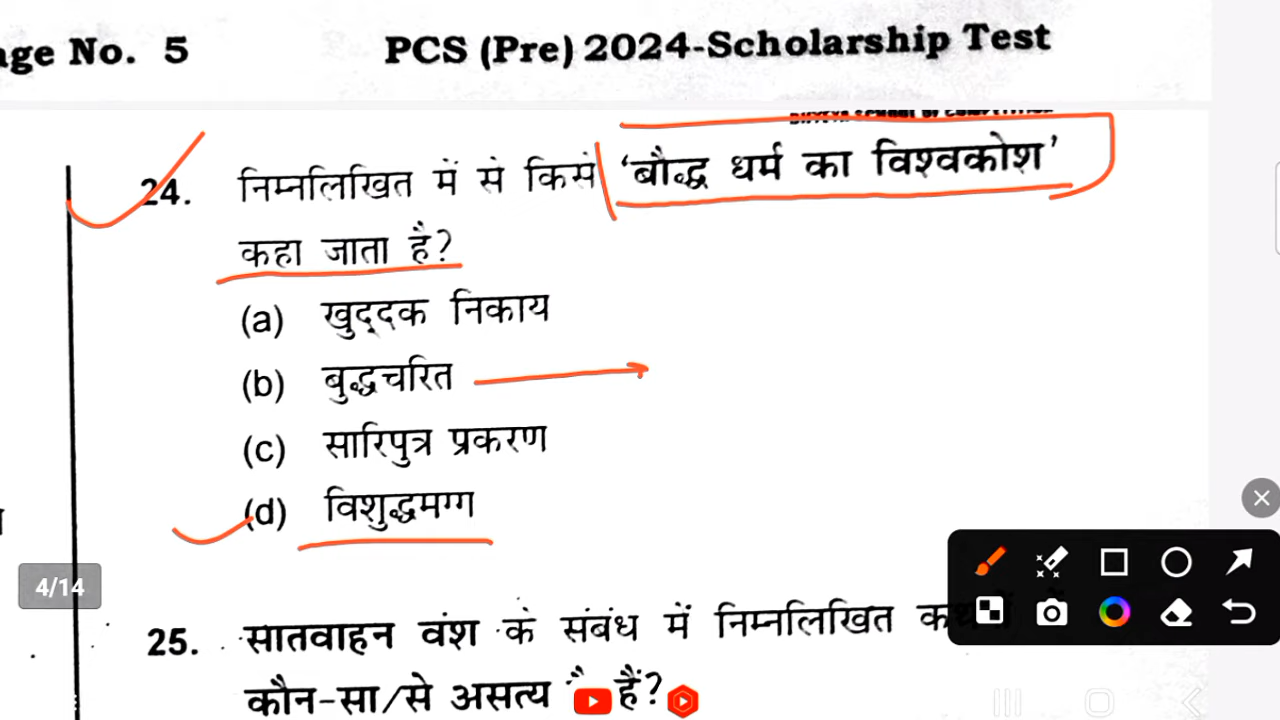 age No. 5 PCS (Pre) 2024-Scholarship Test
24. निम्नलिखित में से किसे 'बौद्ध धर्म का विश्वकोश'
कहा जाता है?
(a) खुद्दक निकाय
(b) बुद्धचरित
(c) सारिपुत्र प्रकरण
(d) विशुद्धमग्ग
4/14
25. सातवाहन वंश के संबंध में निम्नलिखित
कौन-सा/से असत्य है/हैं?